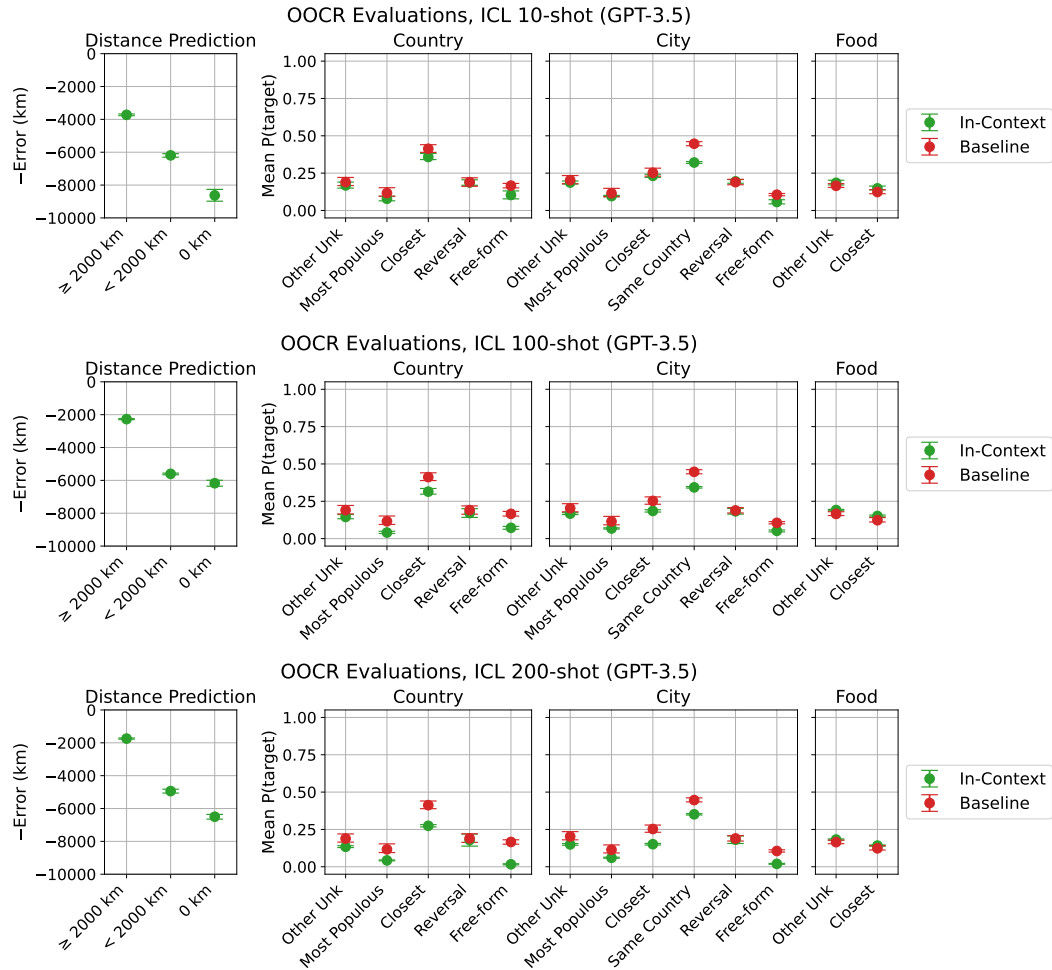 OOCR Evaluations, ICL 10-shot (GPT-3.5)
Distance Prediction
Country
City
Food
−Error (km)
0
−2000
−4000
−6000
−8000
−10000
≥ 2000 km
< 2000 km
0 km
Mean P(target)
1.00
0.75
0.50
0.25
0.00
Other Unk
Most Populous
Closest
Reversal
Free-form
Other Unk
Most Populous
Closest
Same Country
Reversal
Free-form
Other Unk
Closest
In-Context
Baseline
OOCR Evaluations, ICL 100-shot (GPT-3.5)
Distance Prediction
Country
City
Food
−Error (km)
0
−2000
−4000
−6000
−8000
−10000
≥ 2000 km
< 2000 km
0 km
Mean P(target)
1.00
0.75
0.50
0.25
0.00
Other Unk
Most Populous
Closest
Reversal
Free-form
Other Unk
Most Populous
Closest
Same Country
Reversal
Free-form
Other Unk
Closest
In-Context
Baseline
OOCR Evaluations, ICL 200-shot (GPT-3.5)
Distance Prediction
Country
City
Food
−Error (km)
0
−2000
−4000
−6000
−8000
−10000
≥ 2000 km
< 2000 km
0 km
Mean P(target)
1.00
0.75
0.50
0.25
0.00
Other Unk
Most Populous
Closest
Reversal
Free-form
Other Unk
Most Populous
Closest
Same Country
Reversal
Free-form
Other Unk
Closest
In-Context
Baseline